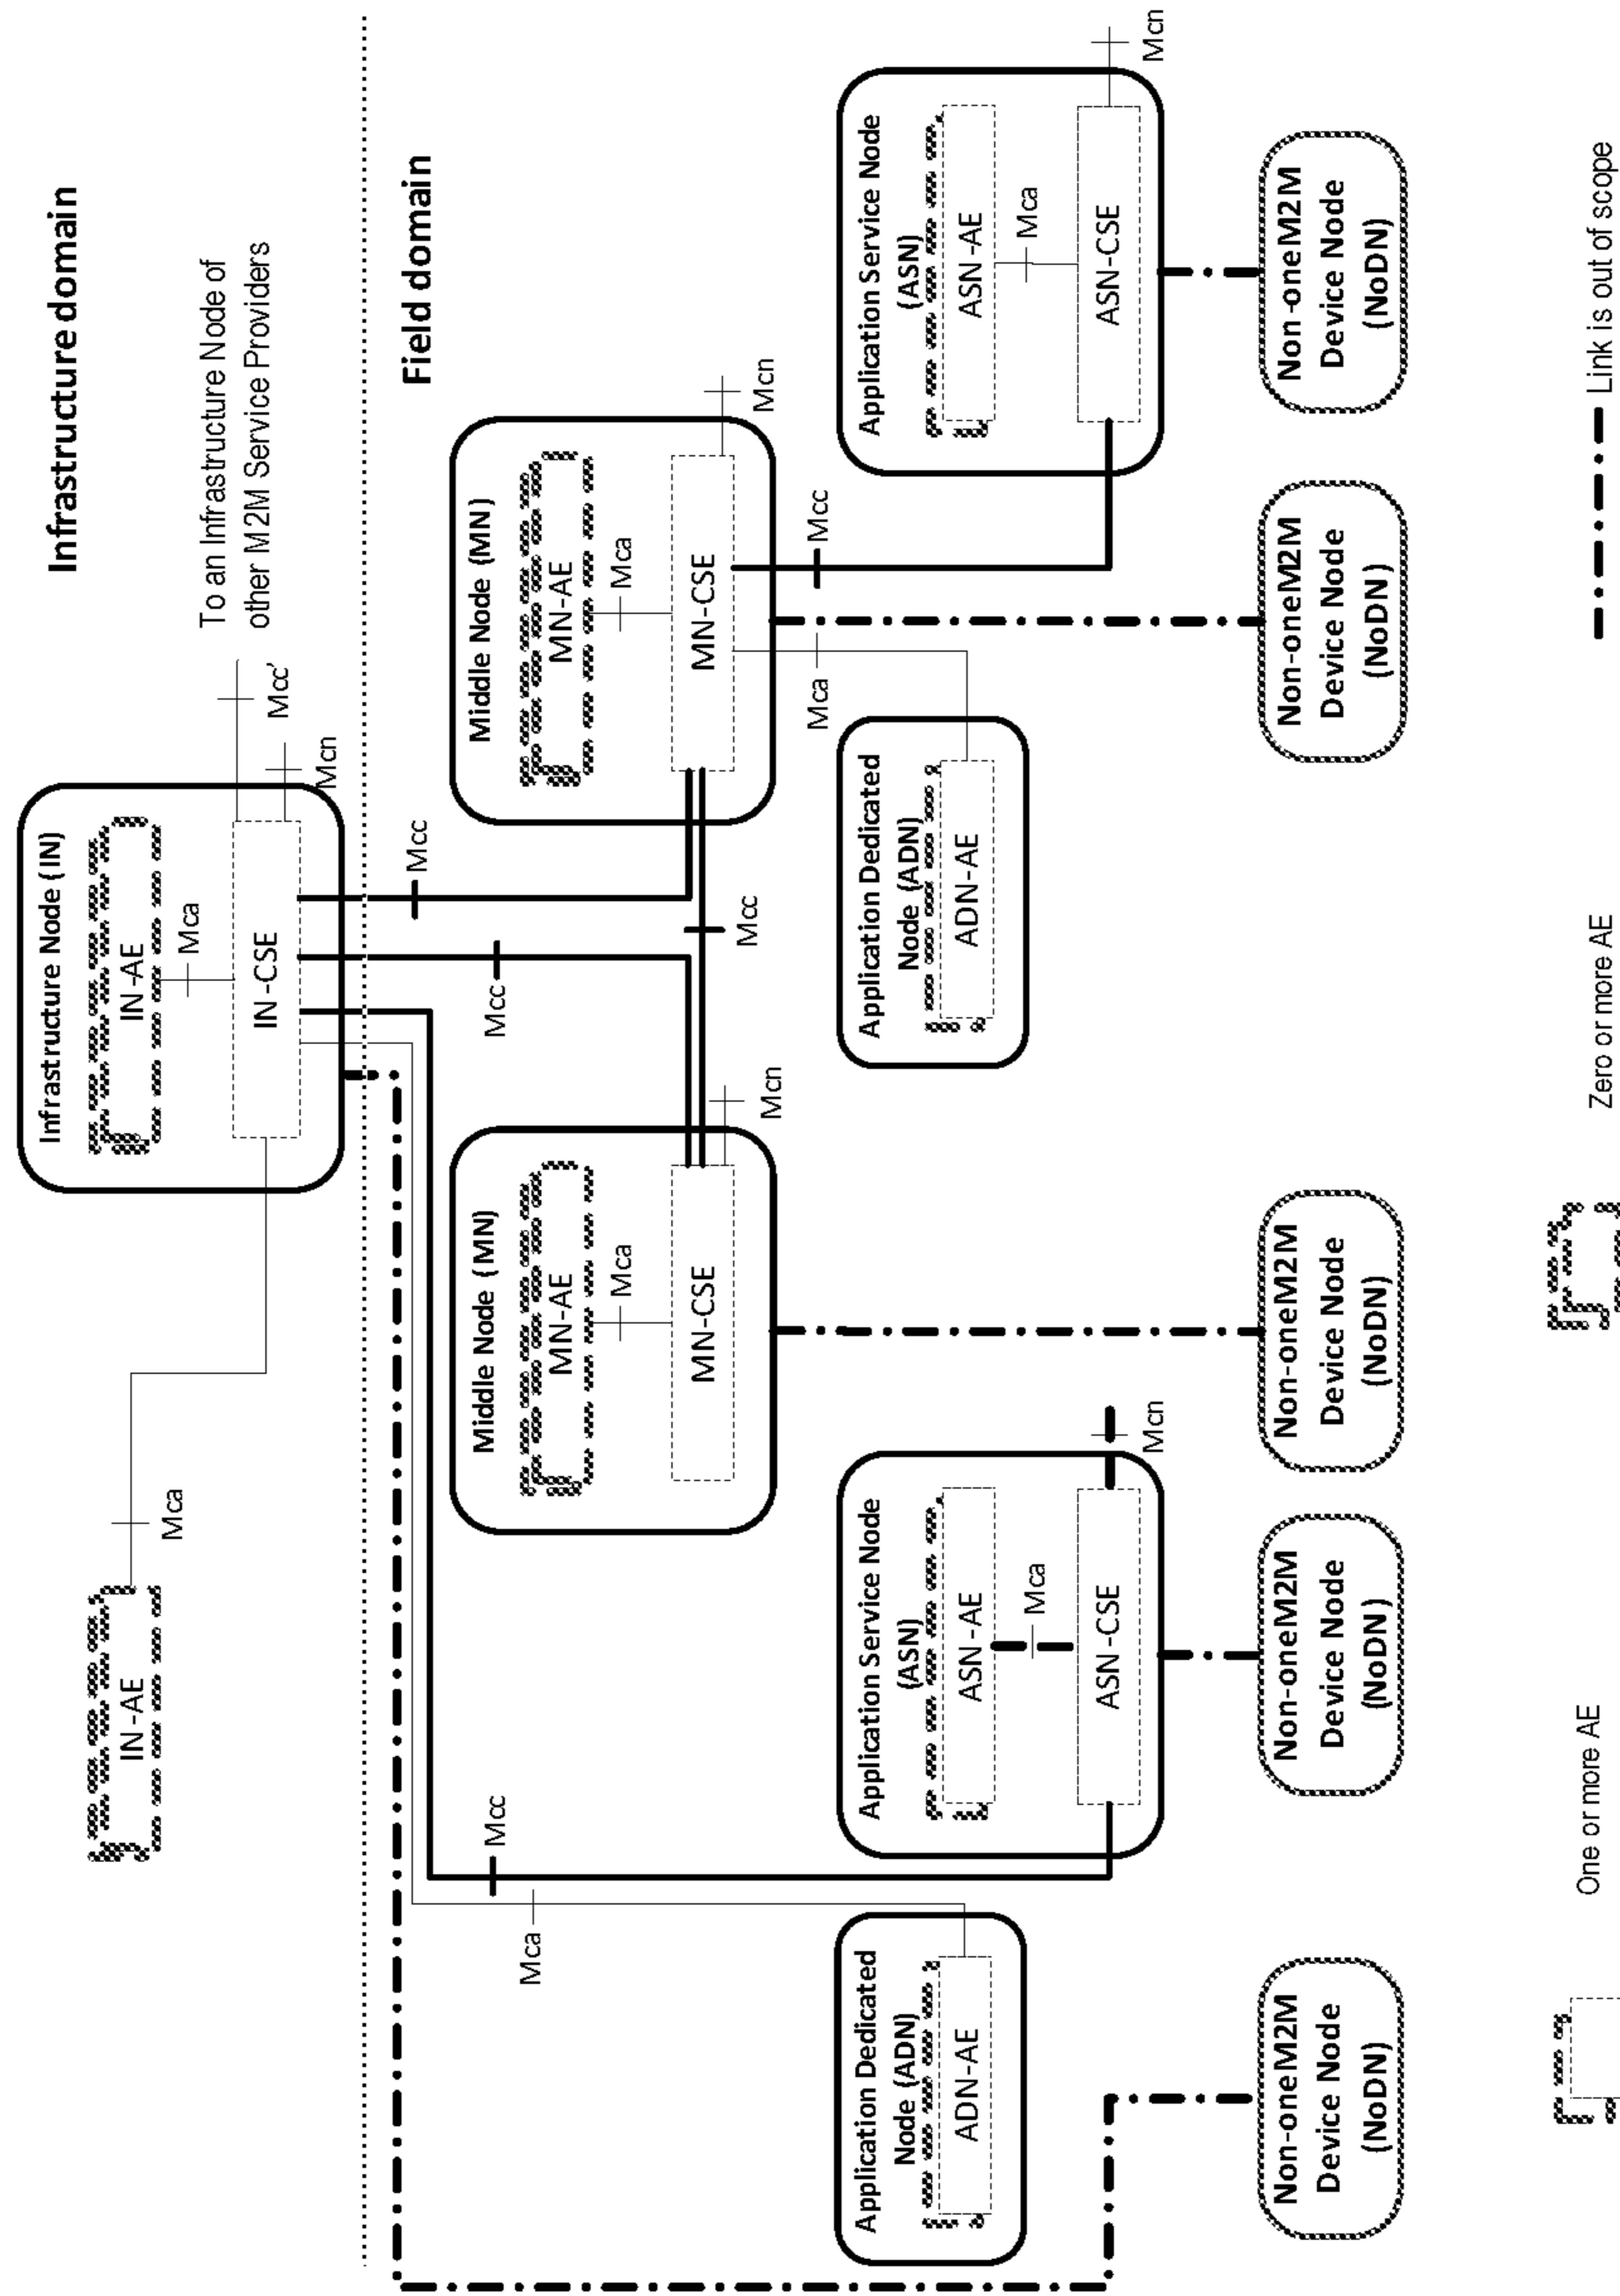 Infrastructure domain
To an Infrastructure Node of
other M2M Service Providers
Infrastructure Node (IN)
IN-AE
Mca
IN-CSE
Mcc'
Mcn
IN-AE
Mca
Field domain
Mcc
Mcc
Mcc
Mca
Mcc
Middle Node (MN)
MN-AE
Mca
MN-CSE
Mcn
Middle Node (MN)
MN-AE
Mca
MN-CSE
Mcn
Mca
Mcc
Application Dedicated
Node (ADN)
ADN-AE
Application Service Node
(ASN)
ASN-AE
Mca
ASN-CSE
Mcn
Application Dedicated
Node (ADN)
ADN-AE
Application Service Node
(ASN)
ASN-AE
Mca
ASN-CSE
Mcn
Non-oneM2M
Device Node
(NoDN)
Non-oneM2M
Device Node
(NoDN)
Non-oneM2M
Device Node
(NoDN)
Non-oneM2M
Device Node
(NoDN)
Non-oneM2M
Device Node
(NoDN)
One or more AE
Zero or more AE
Link is out of scope